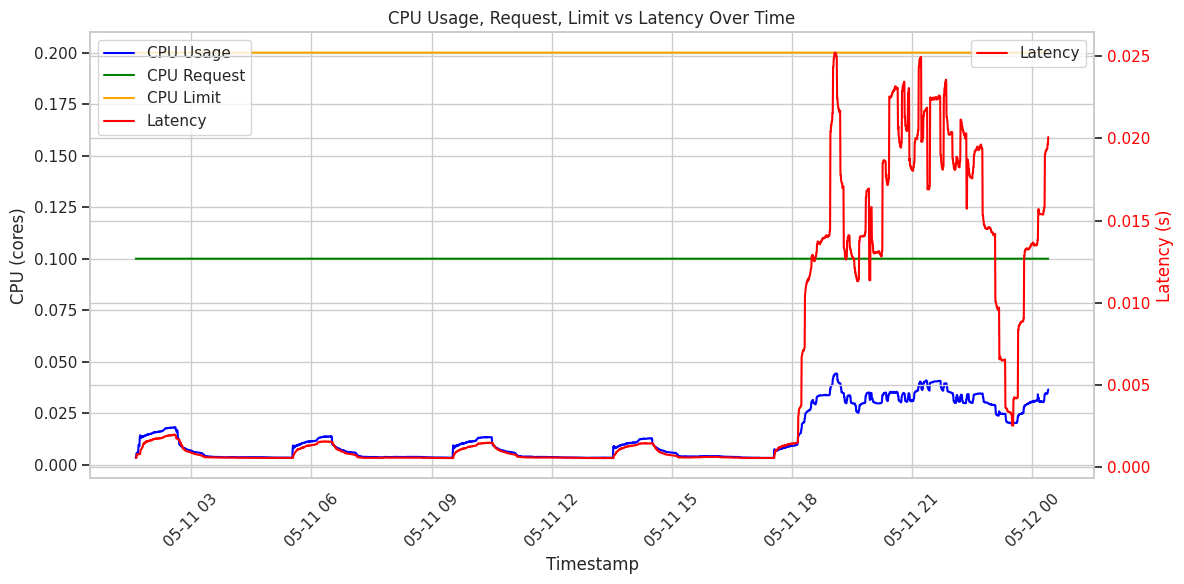 CPU Usage, Request, Limit vs Latency Over Time
CPU Usage
CPU Request
CPU Limit
Latency
Latency
0.200
0.175
0.150
0.125
0.100
0.075
0.050
0.025
0.000
CPU (cores)
0.025
0.020
0.015
0.010
0.005
0.000
Latency (s)
05-11 03
05-11 06
05-11 09
05-11 12
05-11 15
05-11 18
05-11 21
05-12 00
Timestamp